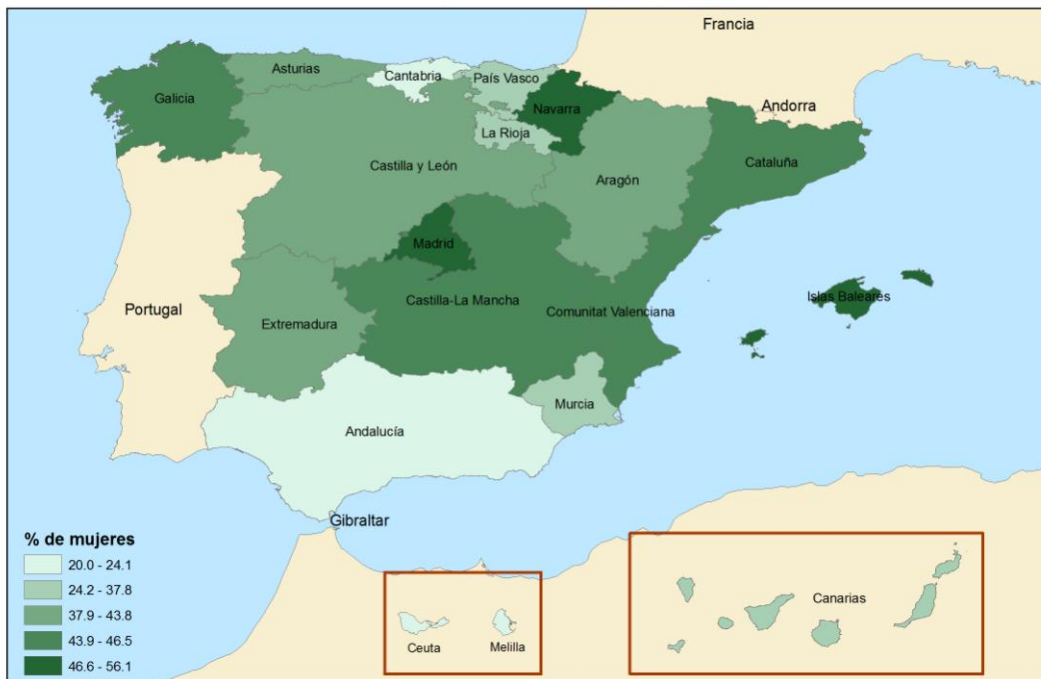 Francia
Asturias
Cantabria
País Vasco
Galicia
Navarra
Andorra
La Rioja
Castilla y León
Aragón
Cataluña
Madrid
Portugal
Castilla-La Mancha
Comunitat Valenciana
Islas Baleares
Extremadura
Murcia
Andalucía
Gibraltar
% de mujeres
20.0 - 24.1
24.2 - 37.8
37.9 - 43.8
43.9 - 46.5
46.6 - 56.1
Ceuta
Melilla
Canarias